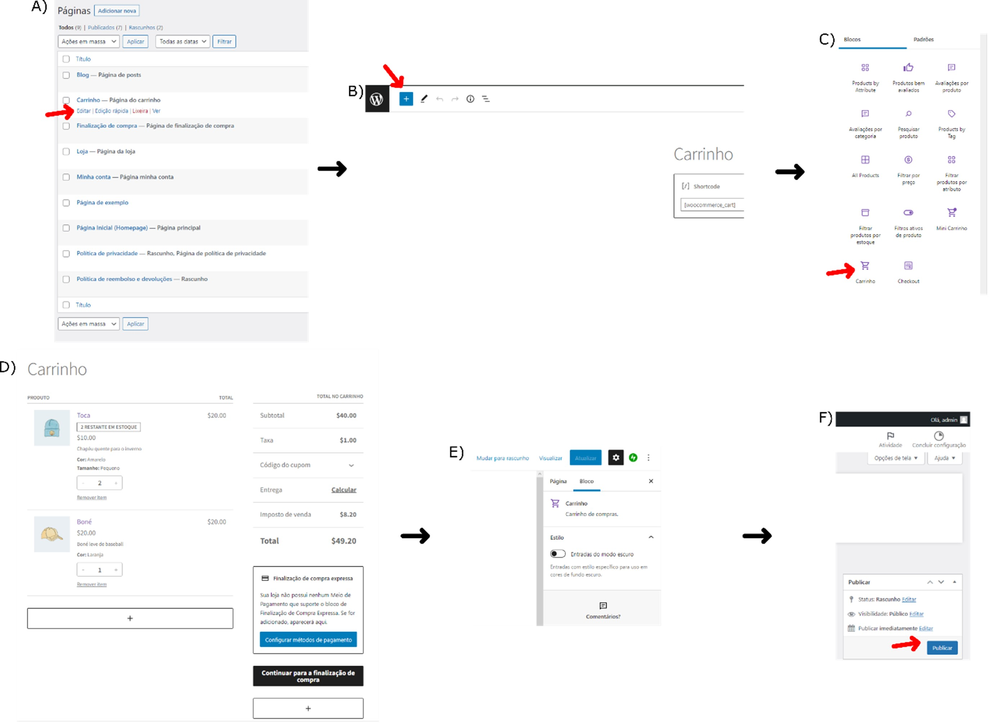 A)
Páginas Adicionar nova
Todos (9) | Publicados (7) | Rascunhos (2)
Ações em massa Aplicar Todas as datas Filtrar
Título
Blog — Página de posts
Carrinho — Página do carrinho
Editar | Edição rápida | Lixeira | Ver
Finalização de compra — Página de finalização de compra
Loja — Página da loja
Minha conta — Página minha conta
Página de exemplo
Página Inicial (Homepage) — Página principal
Política de privacidade — Rascunho, Página de política de privacidade
Política de reembolso e devoluções — Rascunho
Título
Ações em massa Aplicar
B)
Carrinho
[/] Shortcode
[woocommerce_cart]
C)
Blocos Padrões
Products by Attribute
Produtos bem avaliados
Avaliações por produto
Avaliações por categoria
Pesquisar produto
Products by Tag
All Products
Filtrar por preço
Filtrar produtos por atributo
Filtrar produtos por estoque
Filtros ativos de produto
Mini Carrinho
Carrinho
Checkout
D)
Carrinho
PRODUTO TOTAL
Toca $20.00
2 RESTANTE EM ESTOQUE
$10.00
Chapéu quente para o inverno
Cor: Amarelo
Tamanho: Pequeno
- 2 +
Remover item
Boné $20.00
$20.00
Boné leve de baseball
Cor: Laranja
- 1 +
Remover item
+
TOTAL NO CARRINHO
Subtotal $40.00
Taxa $1.00
Código do cupom
Entrega Calcular
Imposto de venda $8.20
Total $49.20
Finalização de compra expressa
Sua loja não possui nenhum Meio de
Pagamento que suporte o bloco de
Finalização de Compra Expressa. Se for
adicionado, aparecerá aqui.
Configurar métodos de pagamento
Continuar para a finalização de
compra
+
E)
Mudar para rascunho Visualizar Atualizar
Página Bloco
Carrinho
Carrinho de compras.
Estilo
Entradas do modo escuro
Entradas com estilo específico para uso em
cores de fundo escuro.
Comentários?
F)
Olá, admin
Atividade Concluir configuração
Opções de tela Ajuda
Publicar
Status: Rascunho Editar
Visibilidade: Público Editar
Publicar imediatamente Editar
Publicar